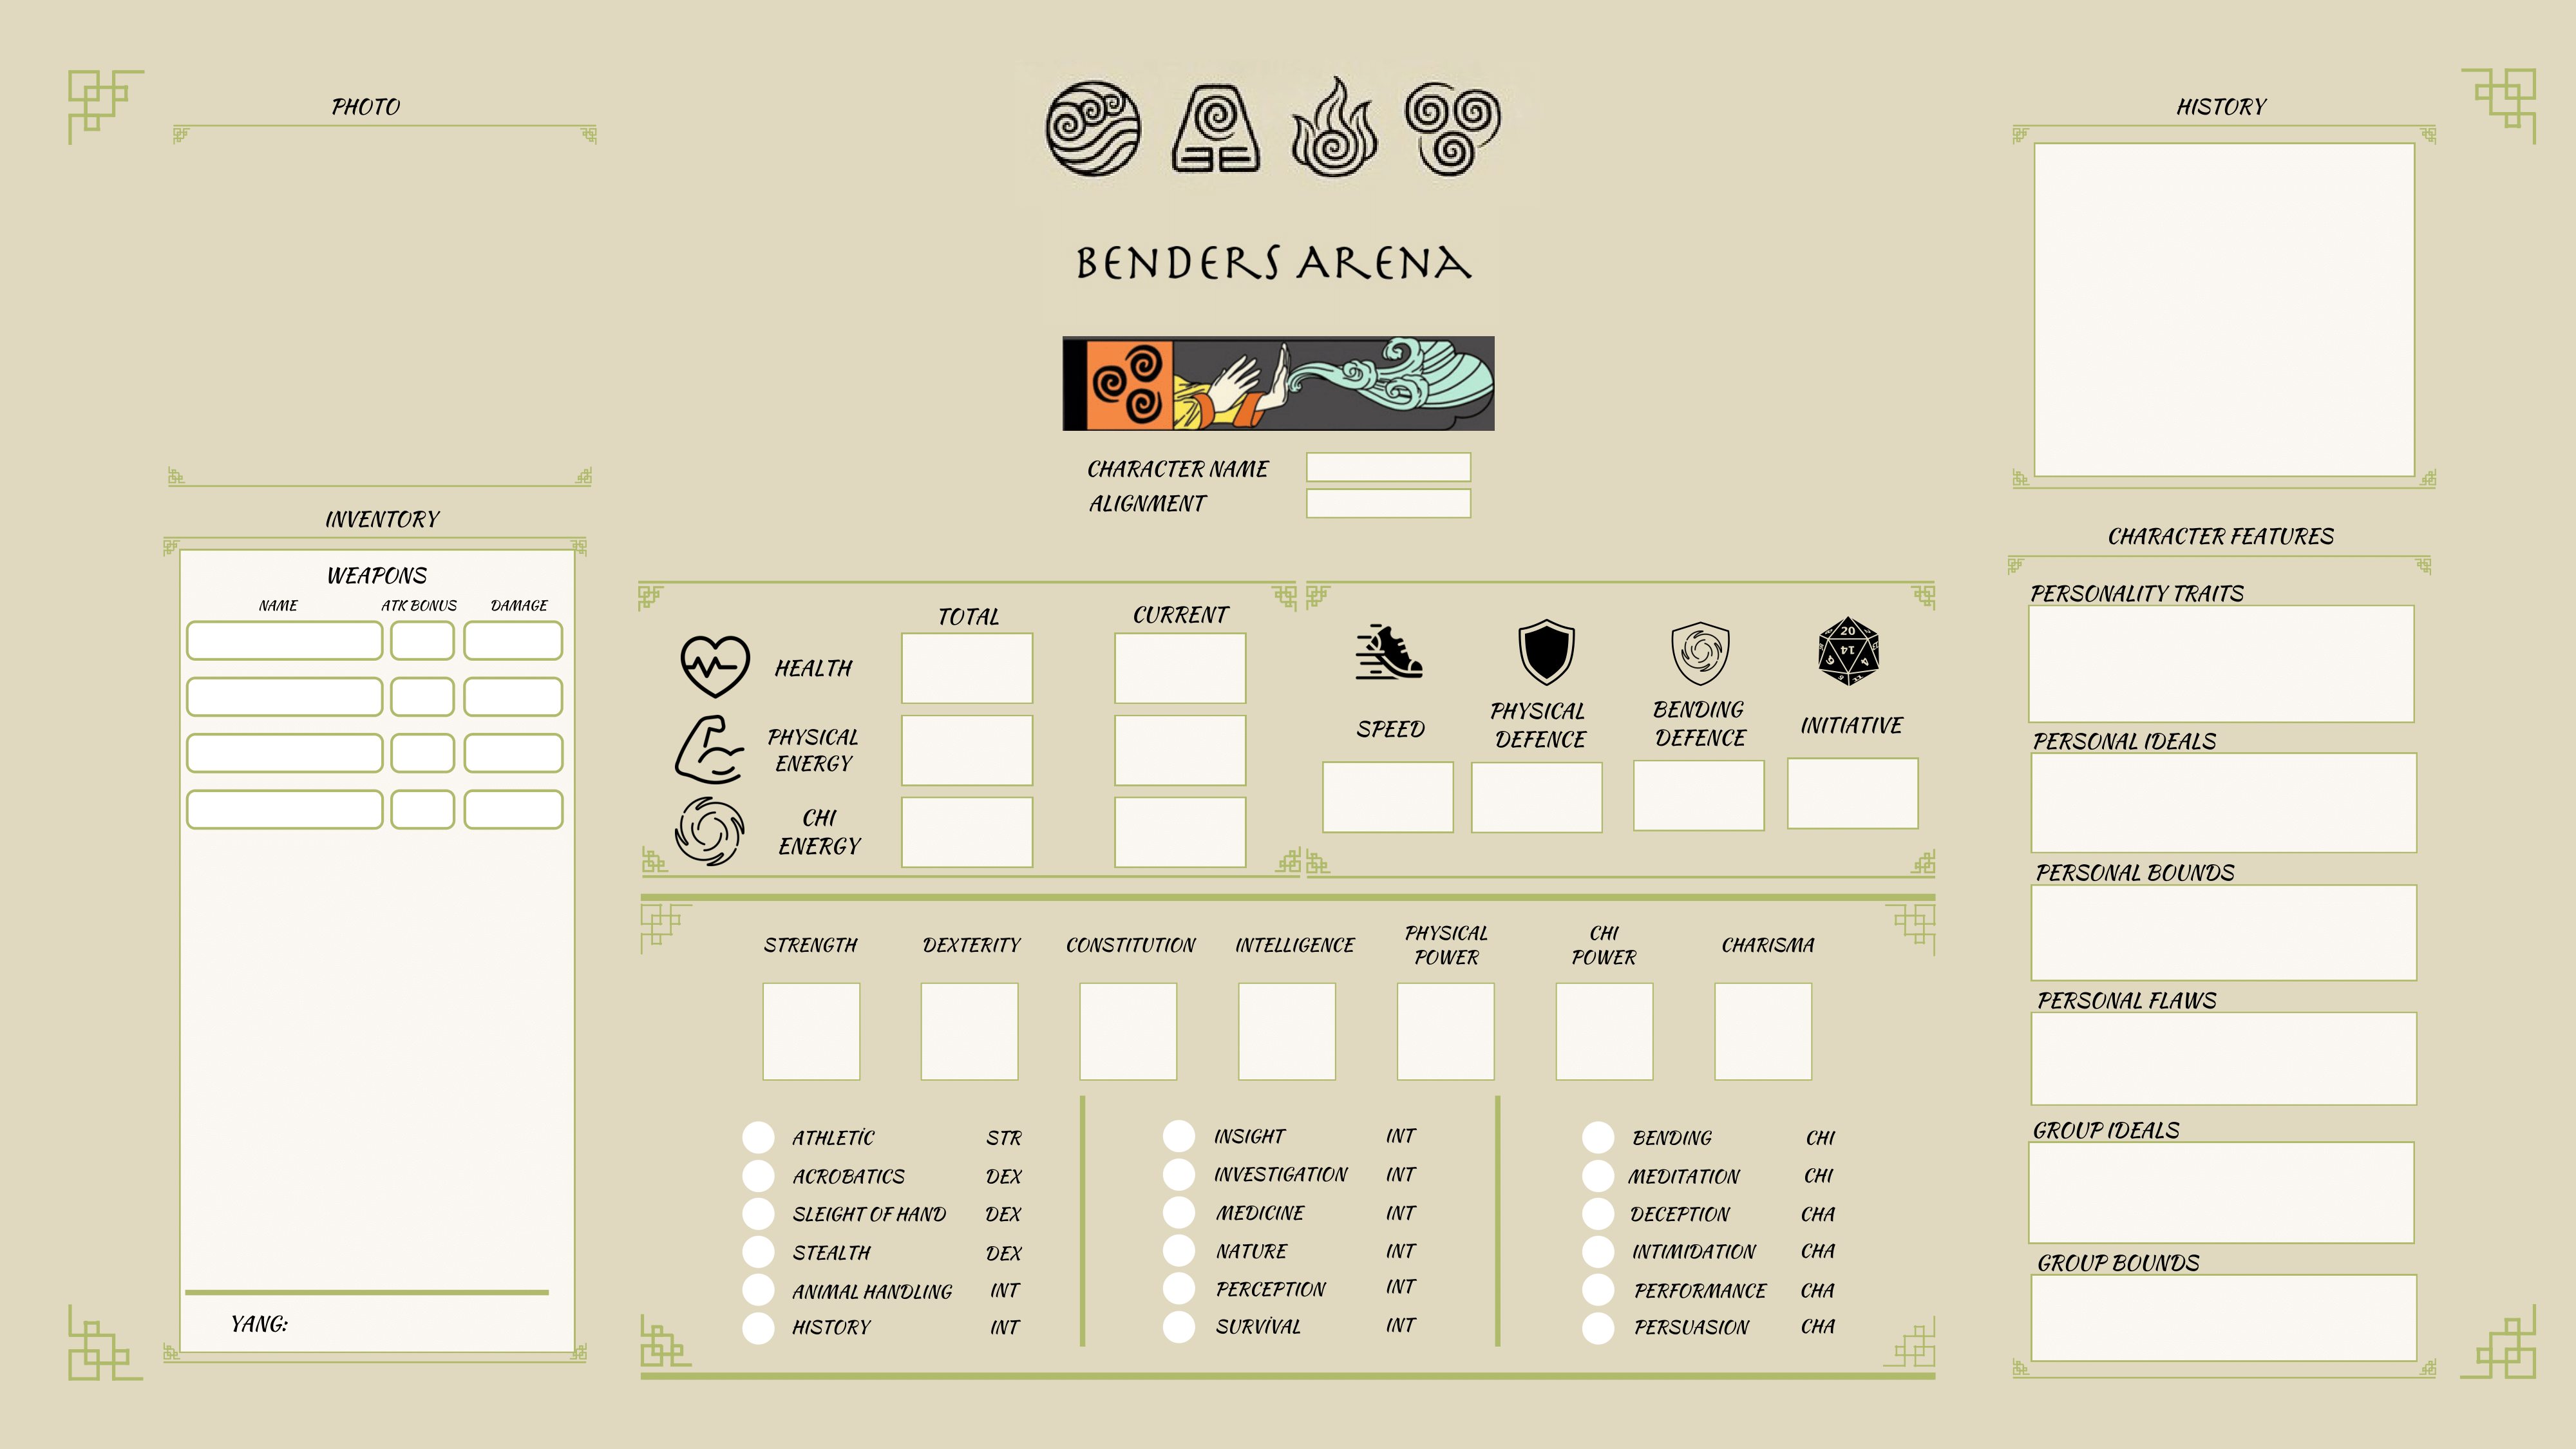 PHOTO
BENDERS ARENA
CHARACTER NAME
ALIGNMENT
HISTORY
INVENTORY
WEAPONS
NAME ATK BONUS DAMAGE
YANG:
TOTAL CURRENT
HEALTH
PHYSICAL
ENERGY
CHI
ENERGY
SPEED
PHYSICAL
DEFENCE
BENDING
DEFENCE
20
14
INITIATIVE
STRENGTH
DEXTERITY
CONSTITUTION
INTELLIGENCE
PHYSICAL
POWER
CHI
POWER
CHARISMA
ATHLETİC STR
ACROBATICS DEX
SLEIGHT OF HAND DEX
STEALTH DEX
ANIMAL HANDLING INT
HISTORY INT
INSIGHT INT
INVESTIGATION INT
MEDICINE INT
NATURE INT
PERCEPTION INT
SURVİVAL INT
BENDING CHI
MEDITATION CHI
DECEPTION CHA
INTIMIDATION CHA
PERFORMANCE CHA
PERSUASION CHA
CHARACTER FEATURES
PERSONALITY TRAITS
PERSONAL IDEALS
PERSONAL BOUNDS
PERSONAL FLAWS
GROUP IDEALS
GROUP BOUNDS